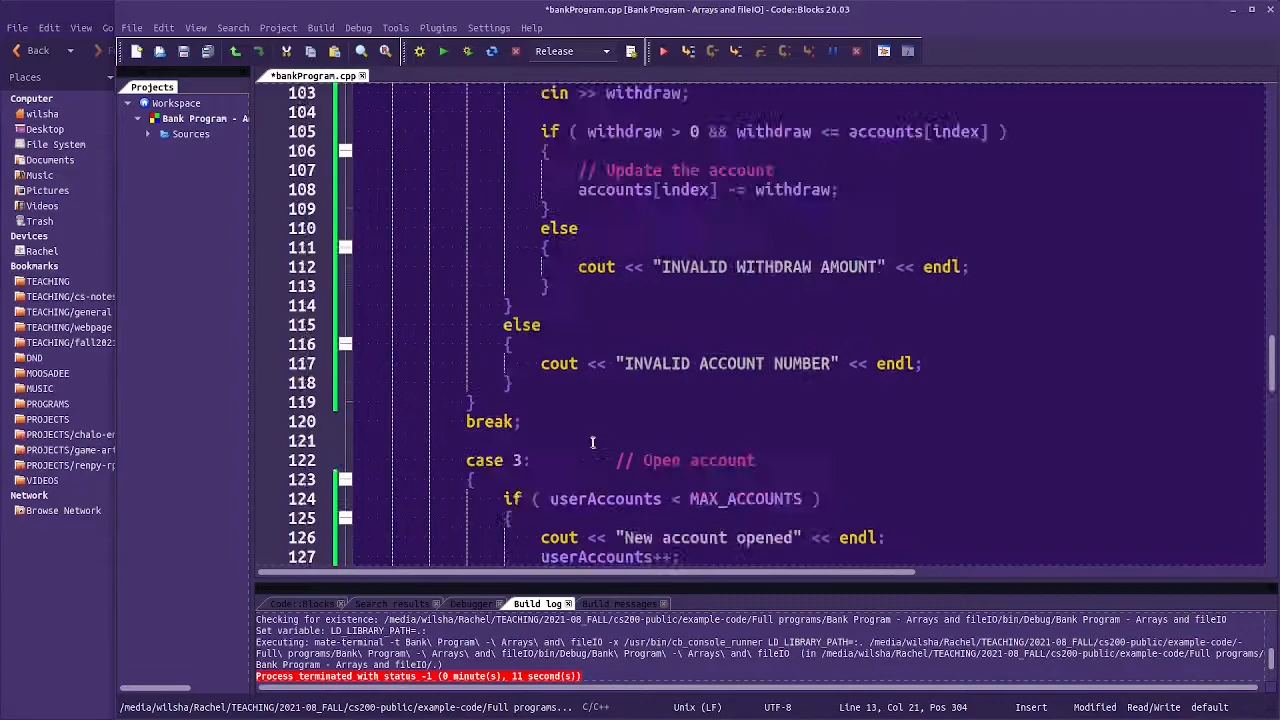 *bankProgram.cpp [Bank Program - Arrays and fileIO] - Code::Blocks 20.03
File Edit View Go File Edit View Search Project Build Debug Tools Plugins Settings Help
Back Release
Places
*bankProgram.cpp
Projects
Workspace
Bank Program - A
Sources
Computer
wilsha
Desktop
File System
Documents
Music
Pictures
Videos
Trash
Devices
Rachel
Bookmarks
TEACHING
TEACHING/cs-notes
TEACHING/general
TEACHING/webpage
TEACHING/fall202
DND
MOOSADEE
MUSIC
PROGRAMS
PROJECTS
PROJECTS/chalo-en
PROJECTS/game-art
PROJECTS/renpy-rp
VIDEOS
Network
Browse Network
103 cin >> withdraw;
104
105 if ( withdraw > 0 && withdraw <= accounts[index] )
106 {
107 // Update the account
108 accounts[index] -= withdraw;
109 }
110 else
111 {
112 cout << "INVALID WITHDRAW AMOUNT" << endl;
113 }
114 }
115 else
116 {
117 cout << "INVALID ACCOUNT NUMBER" << endl;
118 }
119 }
120 break;
121
122 case 3: // Open account
123 {
124 if ( userAccounts < MAX_ACCOUNTS )
125 {
126 cout << "New account opened" << endl;
127 userAccounts++;
Code::Blocks Search results Debugger Build log Build messages
Checking for existence: /media/wilsha/Rachel/TEACHING/2021-08_FALL/cs200-public/example-code/Full programs/Bank Program - Arrays and fileIO/bin/Debug/Bank Program - Arrays and fileIO
Set variable: LD_LIBRARY_PATH=.:
Executing: mate-terminal -t Bank\ Program\ -\ Arrays\ and\ fileIO -x /usr/bin/cb_console_runner LD_LIBRARY_PATH=:. /media/wilsha/Rachel/TEACHING/2021-08_FALL/cs200-public/example-code/-
Full\ programs/Bank\ Program\ -\ Arrays\ and\ fileIO/bin/Debug/Bank\ Program\ -\ Arrays\ and\ fileIO (in /media/wilsha/Rachel/TEACHING/2021-08_FALL/cs200-public/example-code/Full programs/
Bank Program - Arrays and fileIO/.)
Process terminated with status -1 (0 minute(s), 11 second(s))
/media/wilsha/Rachel/TEACHING/2021-08_FALL/cs200-public/example-code/Full programs... C/C++ Unix (LF) UTF-8 Line 13, Col 21, Pos 304 Insert Modified Read/Write default